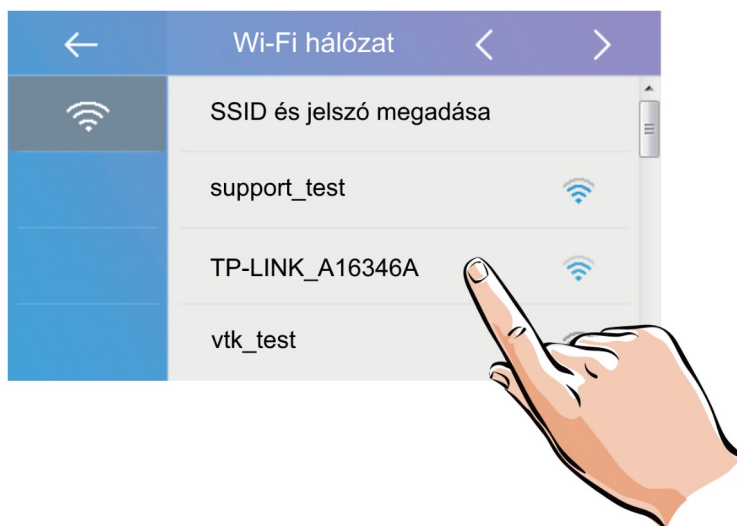 Wi-Fi hálózat
SSID és jelszó megadása
support_test
TP-LINK_A16346A
vtk_test